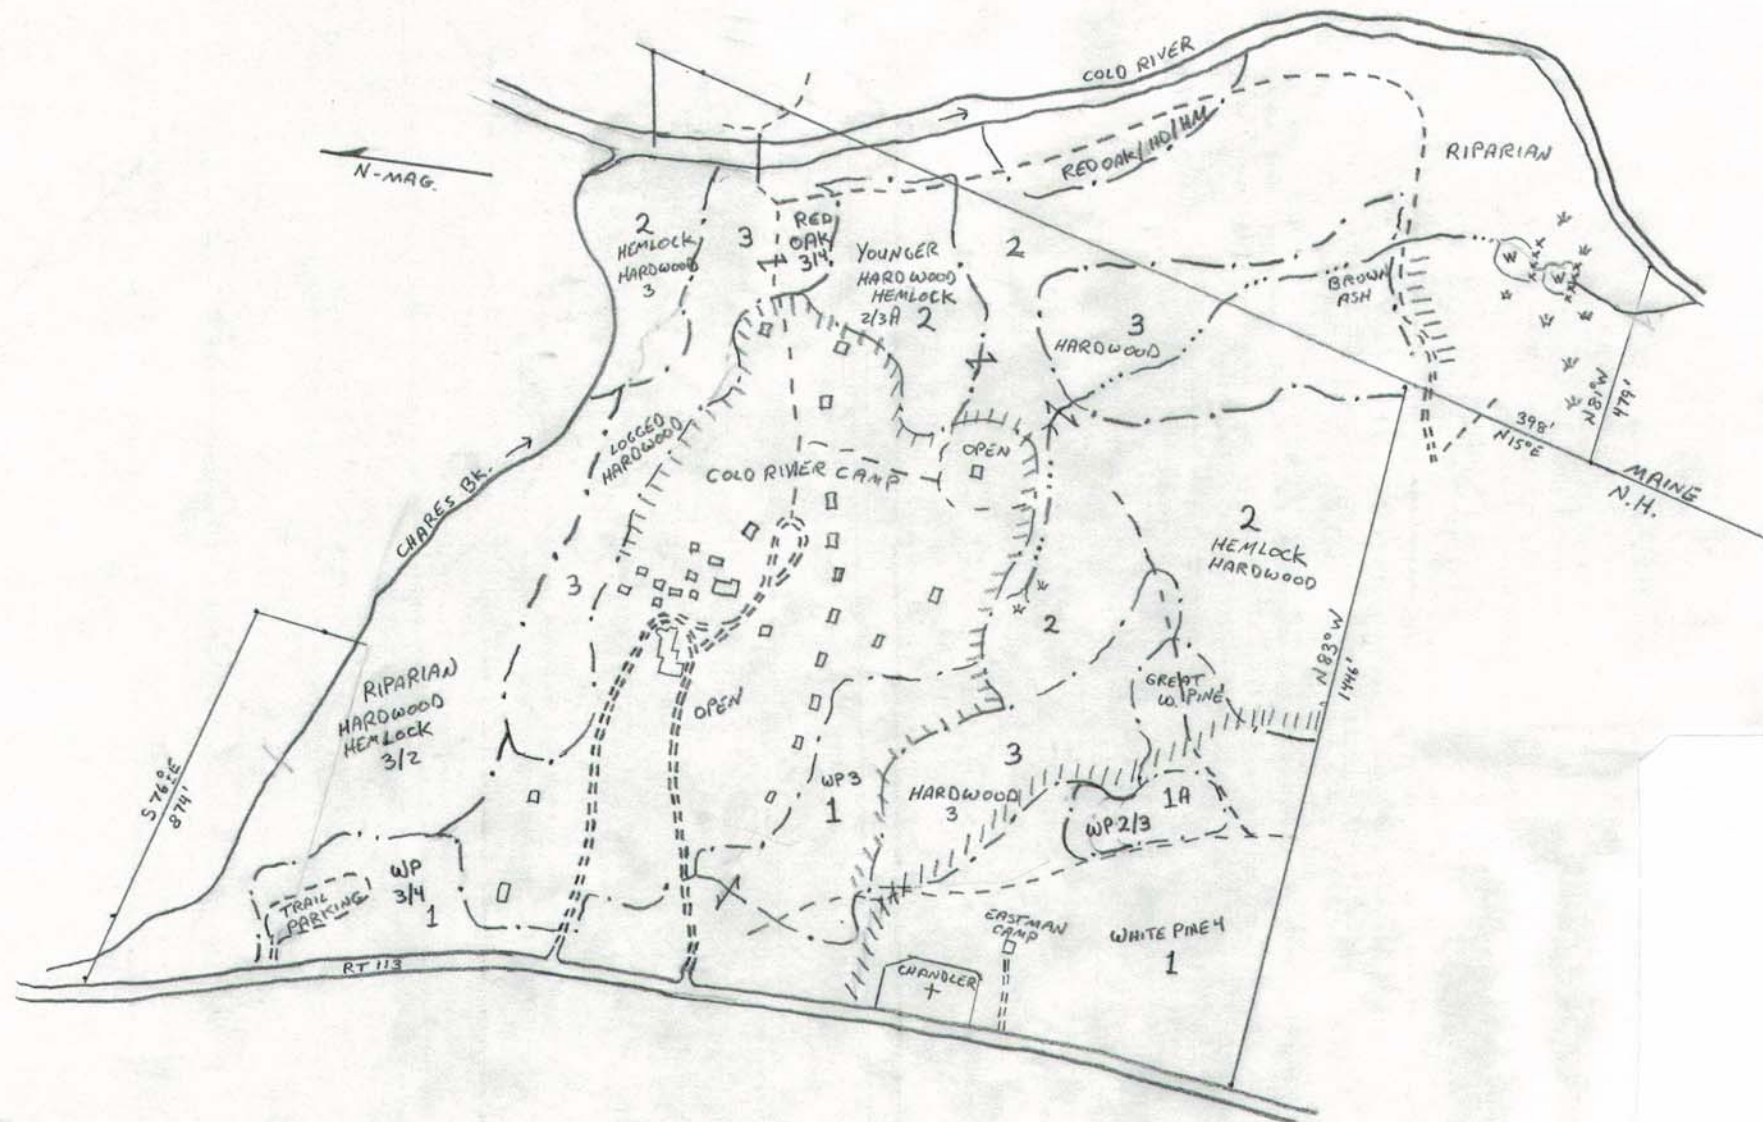 COLD RIVER
N-MAG.
RED OAK/HD/HM
RIPARIAN
2
HEMLOCK
HARDWOOD
3
3
RED
OAK
3/4
YOUNGER
HARDWOOD
HEMLOCK
2/3A
2
2
BROWN
ASH
W
XXX
W
XXX
3
HARDWOOD
LOGGED
HARDWOOD
COLD RIVER CAMP
OPEN
398'
N15°E
N81°W
479'
MAINE
N.H.
CHARES BK.
2
HEMLOCK
HARDWOOD
3
2
N83°W
1446'
RIPARIAN
HARDWOOD
HEMLOCK
3/2
OPEN
GREAT
W. PINE
S76°E
874'
WP3
1
3
HARDWOOD
3
1A
WP2/3
WP
3/4
1
TRAIL
PARKING
EASTMAN
CAMP
WHITE PINE 4
1
CHANDLER
RT 113